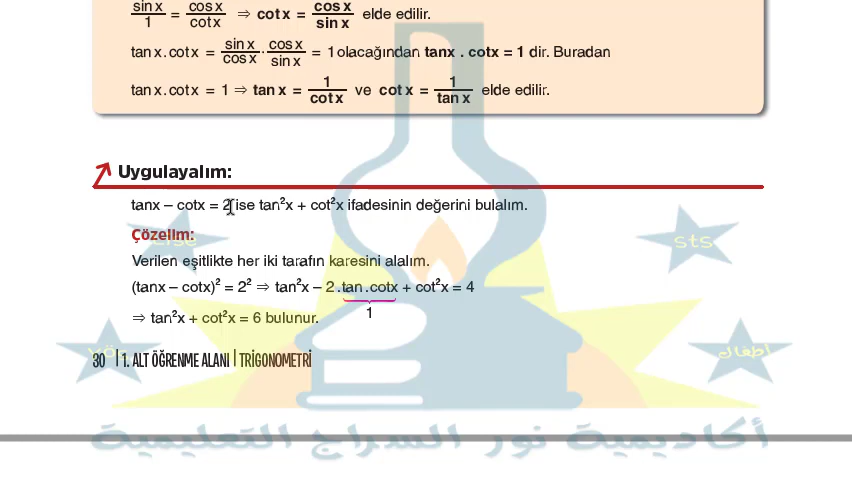 sin x / 1 = cos x / cot x ⇒ cot x = cos x / sin x elde edilir.
tan x . cot x = sin x / cos x · cos x / sin x = 1 olacağından tanx . cotx = 1 dir. Buradan
tan x . cot x = 1 ⇒ tan x = 1 / cot x ve cot x = 1 / tan x elde edilir.
Uygulayalım:
tanx – cotx = 2 ise tan²x + cot²x ifadesinin değerini bulalım.
Çözelim:
Verilen eşitlikte her iki tarafın karesini alalım.
(tanx – cotx)² = 2² ⇒ tan²x – 2 . tan . cotx + cot²x = 4
1
⇒ tan²x + cot²x = 6 bulunur.
sts
أطفال
30 | 1. ALT ÖĞRENME ALANI | TRİGONOMETRİ
أكاديمية نور السراج التعليمية